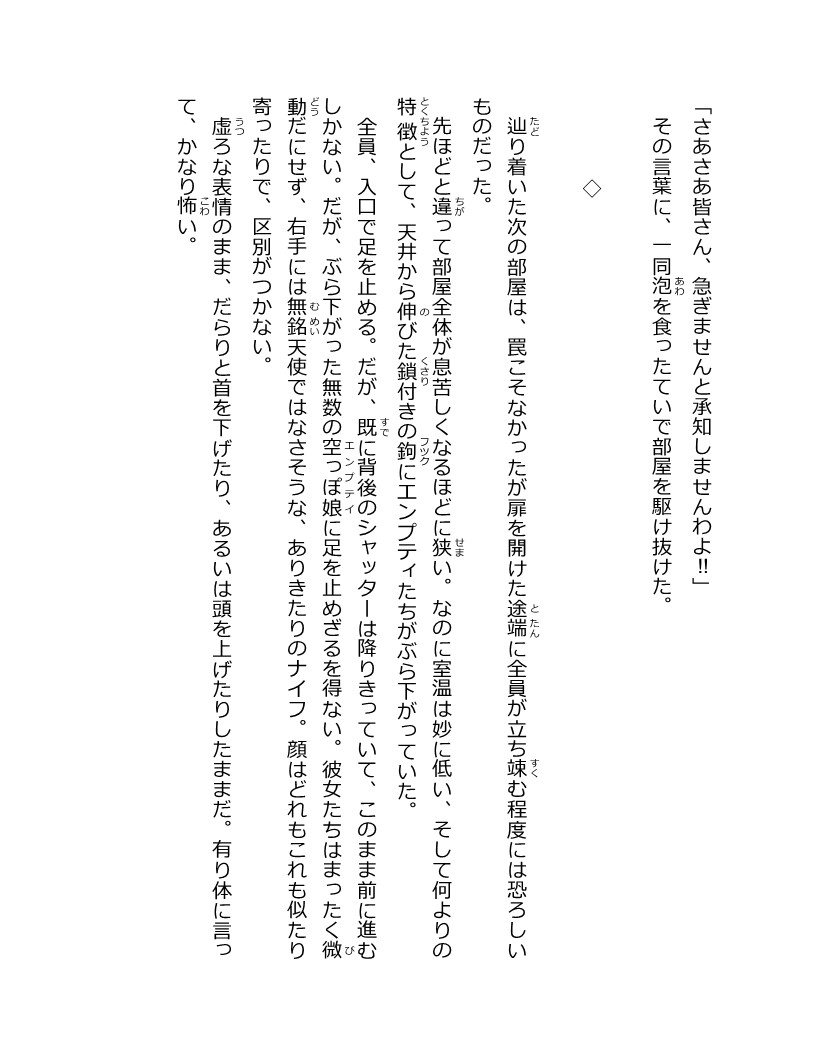 「さあさあ皆さん、急ぎませんと承知しませんわよ!!」
その言葉に、一同泡を食ったていで部屋を駆け抜けた。
◇
辿り着いた次の部屋は、罠こそなかったが扉を開けた途端に全員が立ち竦む程度には恐ろしい
ものだった。
先ほどと違って部屋全体が息苦しくなるほどに狭い。なのに室温は妙に低い、そして何よりの
特徴として、天井から伸びた鎖付きの鉤にエンプティたちがぶら下がっていた。
全員、入口で足を止める。だが、既に背後のシャッターは降りきっていて、このまま前に進む
しかない。だが、ぶら下がった無数の空っぽ娘に足を止めざるを得ない。彼女たちはまったく微
動だにせず、右手には無銘天使ではなさそうな、ありきたりのナイフ。顔はどれもこれも似たり
寄ったりで、区別がつかない。
虚ろな表情のまま、だらりと首を下げたり、あるいは頭を上げたりしたままだ。有り体に言っ
て、かなり怖い。